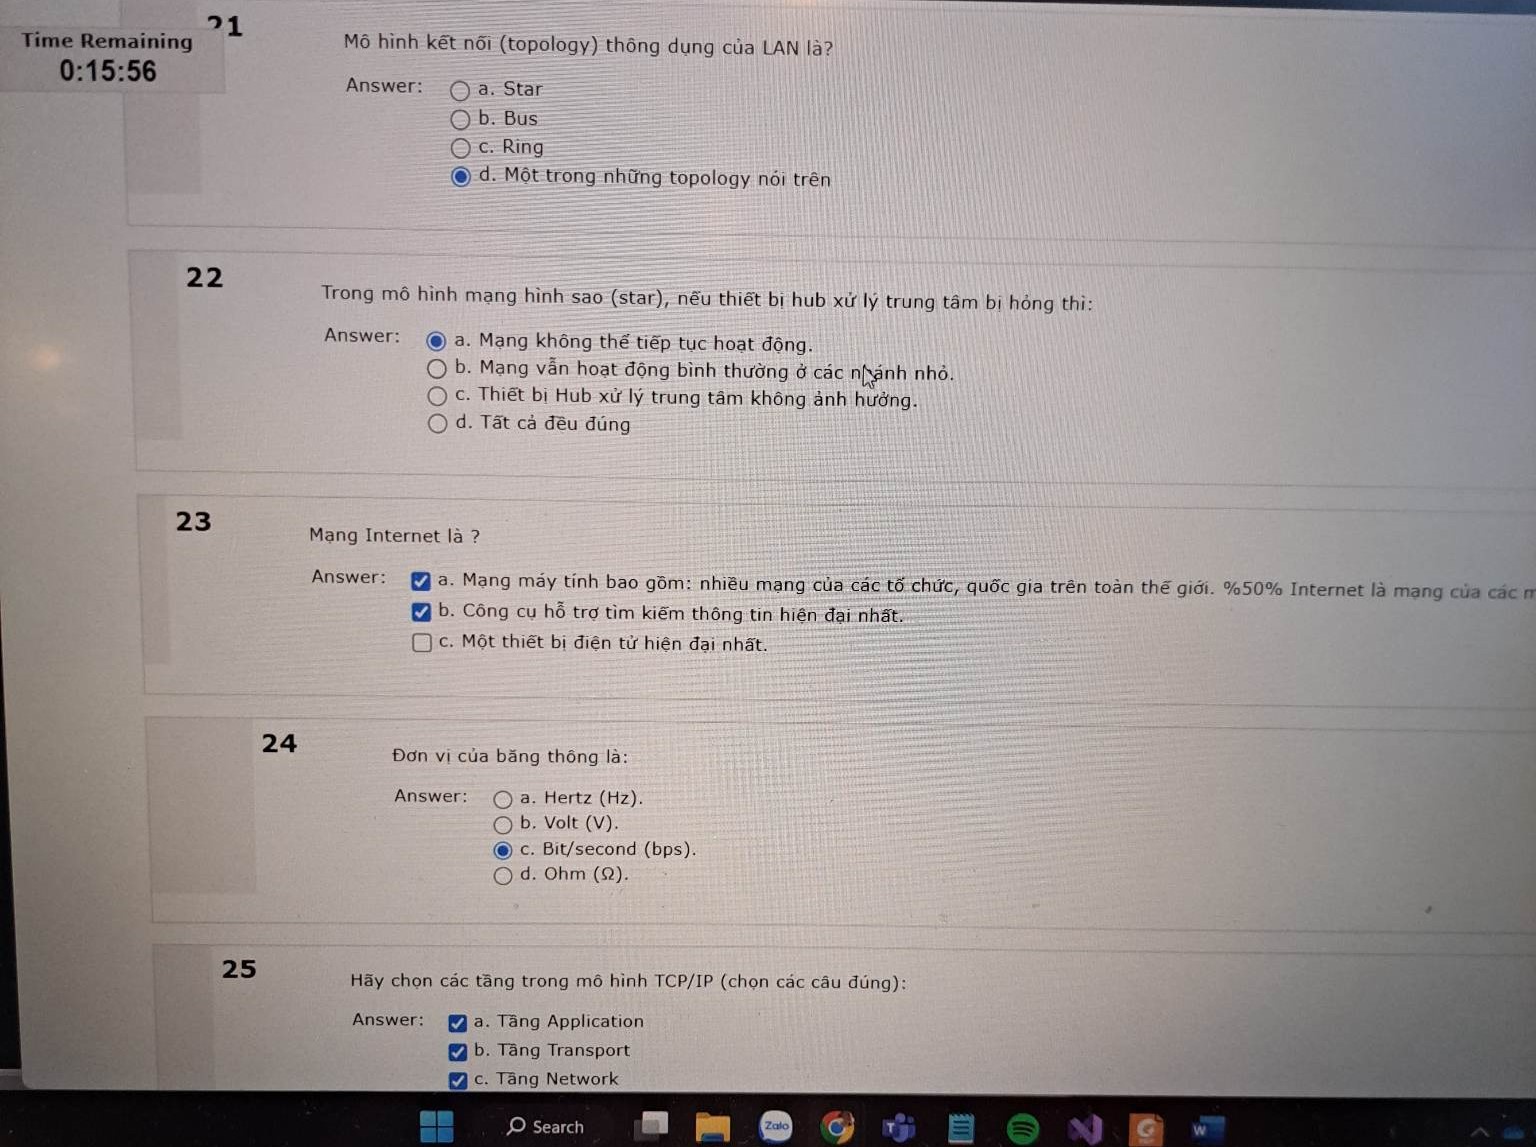 21
Time Remaining
0:15:56
Mô hình kết nối (topology) thông dụng của LAN là?
Answer:
a. Star
b. Bus
c. Ring
d. Một trong những topology nói trên
22
Trong mô hình mạng hình sao (star), nếu thiết bị hub xử lý trung tâm bị hỏng thì:
Answer:
a. Mạng không thể tiếp tục hoạt động.
b. Mạng vẫn hoạt động bình thường ở các nhánh nhỏ.
c. Thiết bị Hub xử lý trung tâm không ảnh hưởng.
d. Tất cả đều đúng
23
Mạng Internet là ?
Answer:
a. Mạng máy tính bao gồm: nhiều mạng của các tổ chức, quốc gia trên toàn thế giới. %50% Internet là mạng của các
b. Công cụ hỗ trợ tìm kiếm thông tin hiện đại nhất.
c. Một thiết bị điện tử hiện đại nhất.
24
Đơn vị của băng thông là:
Answer:
a. Hertz (Hz).
b. Volt (V).
c. Bit/second (bps).
d. Ohm (Ω).
25
Hãy chọn các tầng trong mô hình TCP/IP (chọn các câu đúng):
Answer:
a. Tầng Application
b. Tầng Transport
c. Tầng Network
Search
Zalo